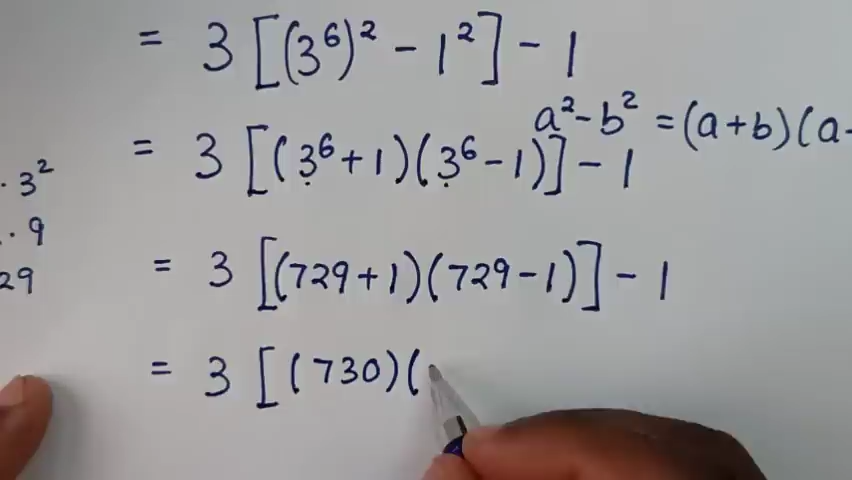 = 3 [(3⁶)² - 1²] - 1
a² - b² = (a + b)(a -
= 3 [(3⁶ + 1)(3⁶ - 1)] - 1
· 3²
· 9
29
= 3 [(729 + 1)(729 - 1)] - 1
= 3 [(730)(